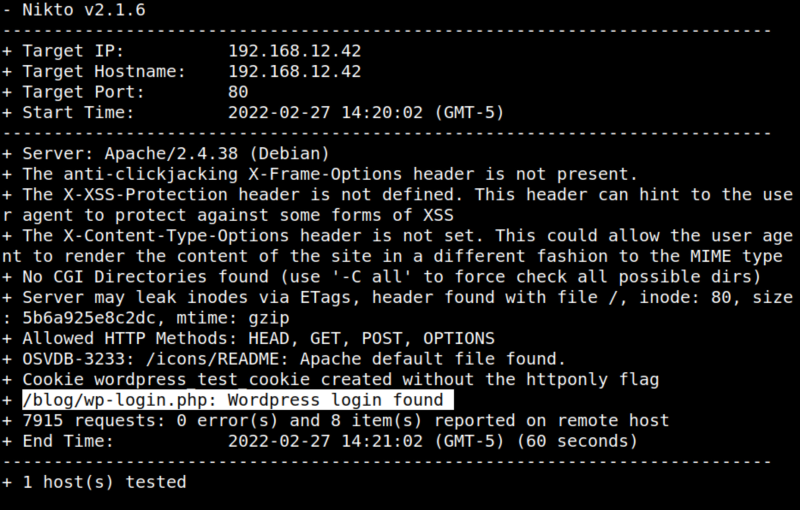 - Nikto v2.1.6
---------------------------------------------------------------------------
+ Target IP:          192.168.12.42
+ Target Hostname:    192.168.12.42
+ Target Port:        80
+ Start Time:         2022-02-27 14:20:02 (GMT-5)
---------------------------------------------------------------------------
+ Server: Apache/2.4.38 (Debian)
+ The anti-clickjacking X-Frame-Options header is not present.
+ The X-XSS-Protection header is not defined. This header can hint to the use
r agent to protect against some forms of XSS
+ The X-Content-Type-Options header is not set. This could allow the user age
nt to render the content of the site in a different fashion to the MIME type
+ No CGI Directories found (use '-C all' to force check all possible dirs)
+ Server may leak inodes via ETags, header found with file /, inode: 80, size
: 5b6a925e8c2dc, mtime: gzip
+ Allowed HTTP Methods: HEAD, GET, POST, OPTIONS
+ OSVDB-3233: /icons/README: Apache default file found.
+ Cookie wordpress_test_cookie created without the httponly flag
+ /blog/wp-login.php: Wordpress login found
+ 7915 requests: 0 error(s) and 8 item(s) reported on remote host
+ End Time:           2022-02-27 14:21:02 (GMT-5) (60 seconds)
---------------------------------------------------------------------------
+ 1 host(s) tested